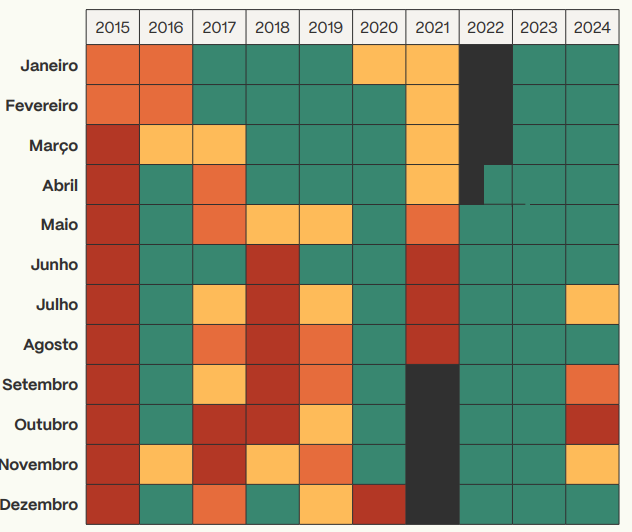 2015 2016 2017 2018 2019 2020 2021 2022 2023 2024
Janeiro
Fevereiro
Março
Abril
Maio
Junho
Julho
Agosto
Setembro
Outubro
Novembro
Dezembro